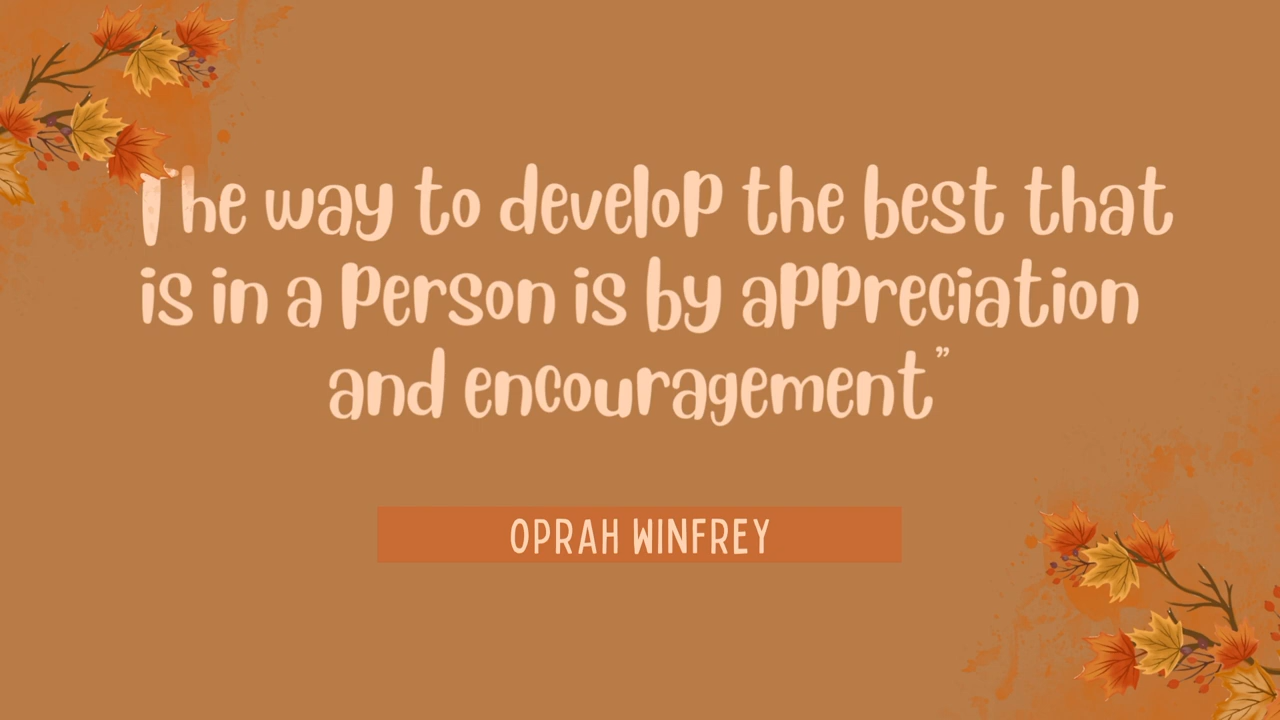 The way to develop the best that
is in a person is by appreciation
and encouragement”
OPRAH WINFREY